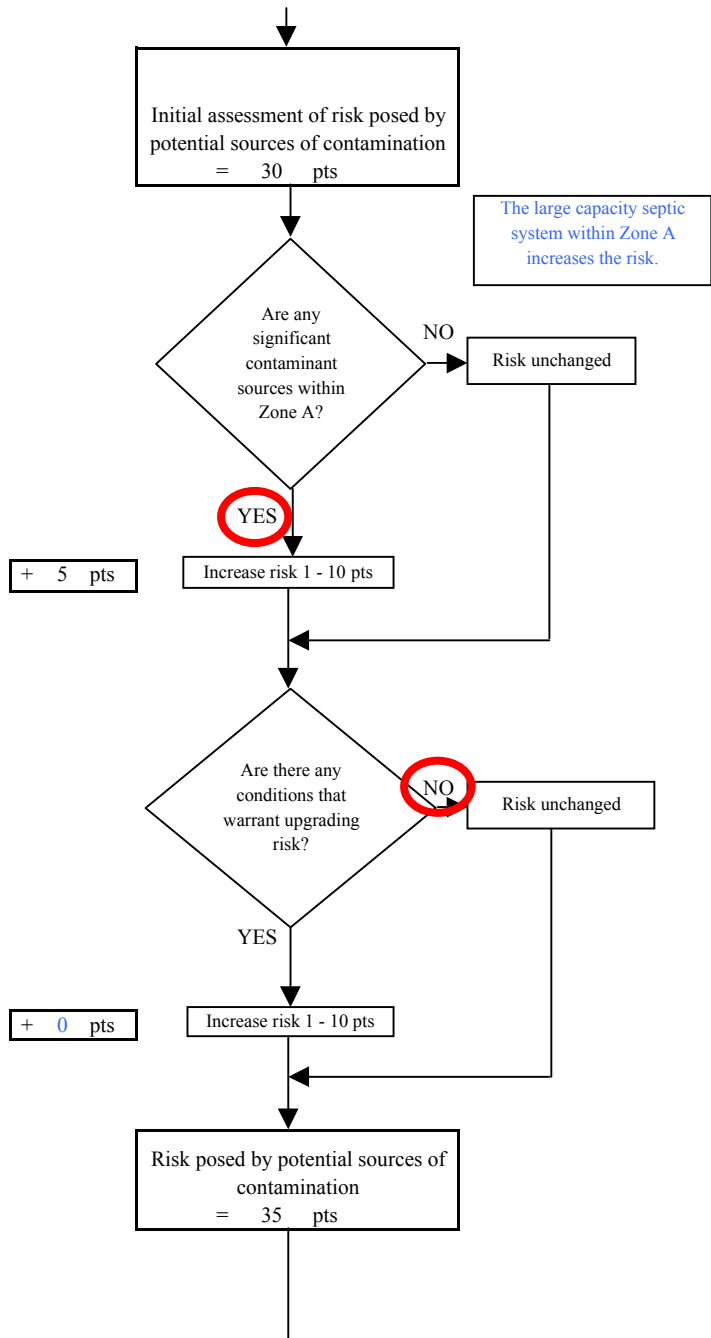 Initial assessment of risk posed by
potential sources of contamination
= 30 pts
The large capacity septic
system within Zone A
increases the risk.
Are any
significant
contaminant
sources within
Zone A?
NO
Risk unchanged
YES
+ 5 pts
Increase risk 1 - 10 pts
Are there any
conditions that
warrant upgrading
risk?
NO
Risk unchanged
YES
+ 0 pts
Increase risk 1 - 10 pts
Risk posed by potential sources of
contamination
= 35 pts